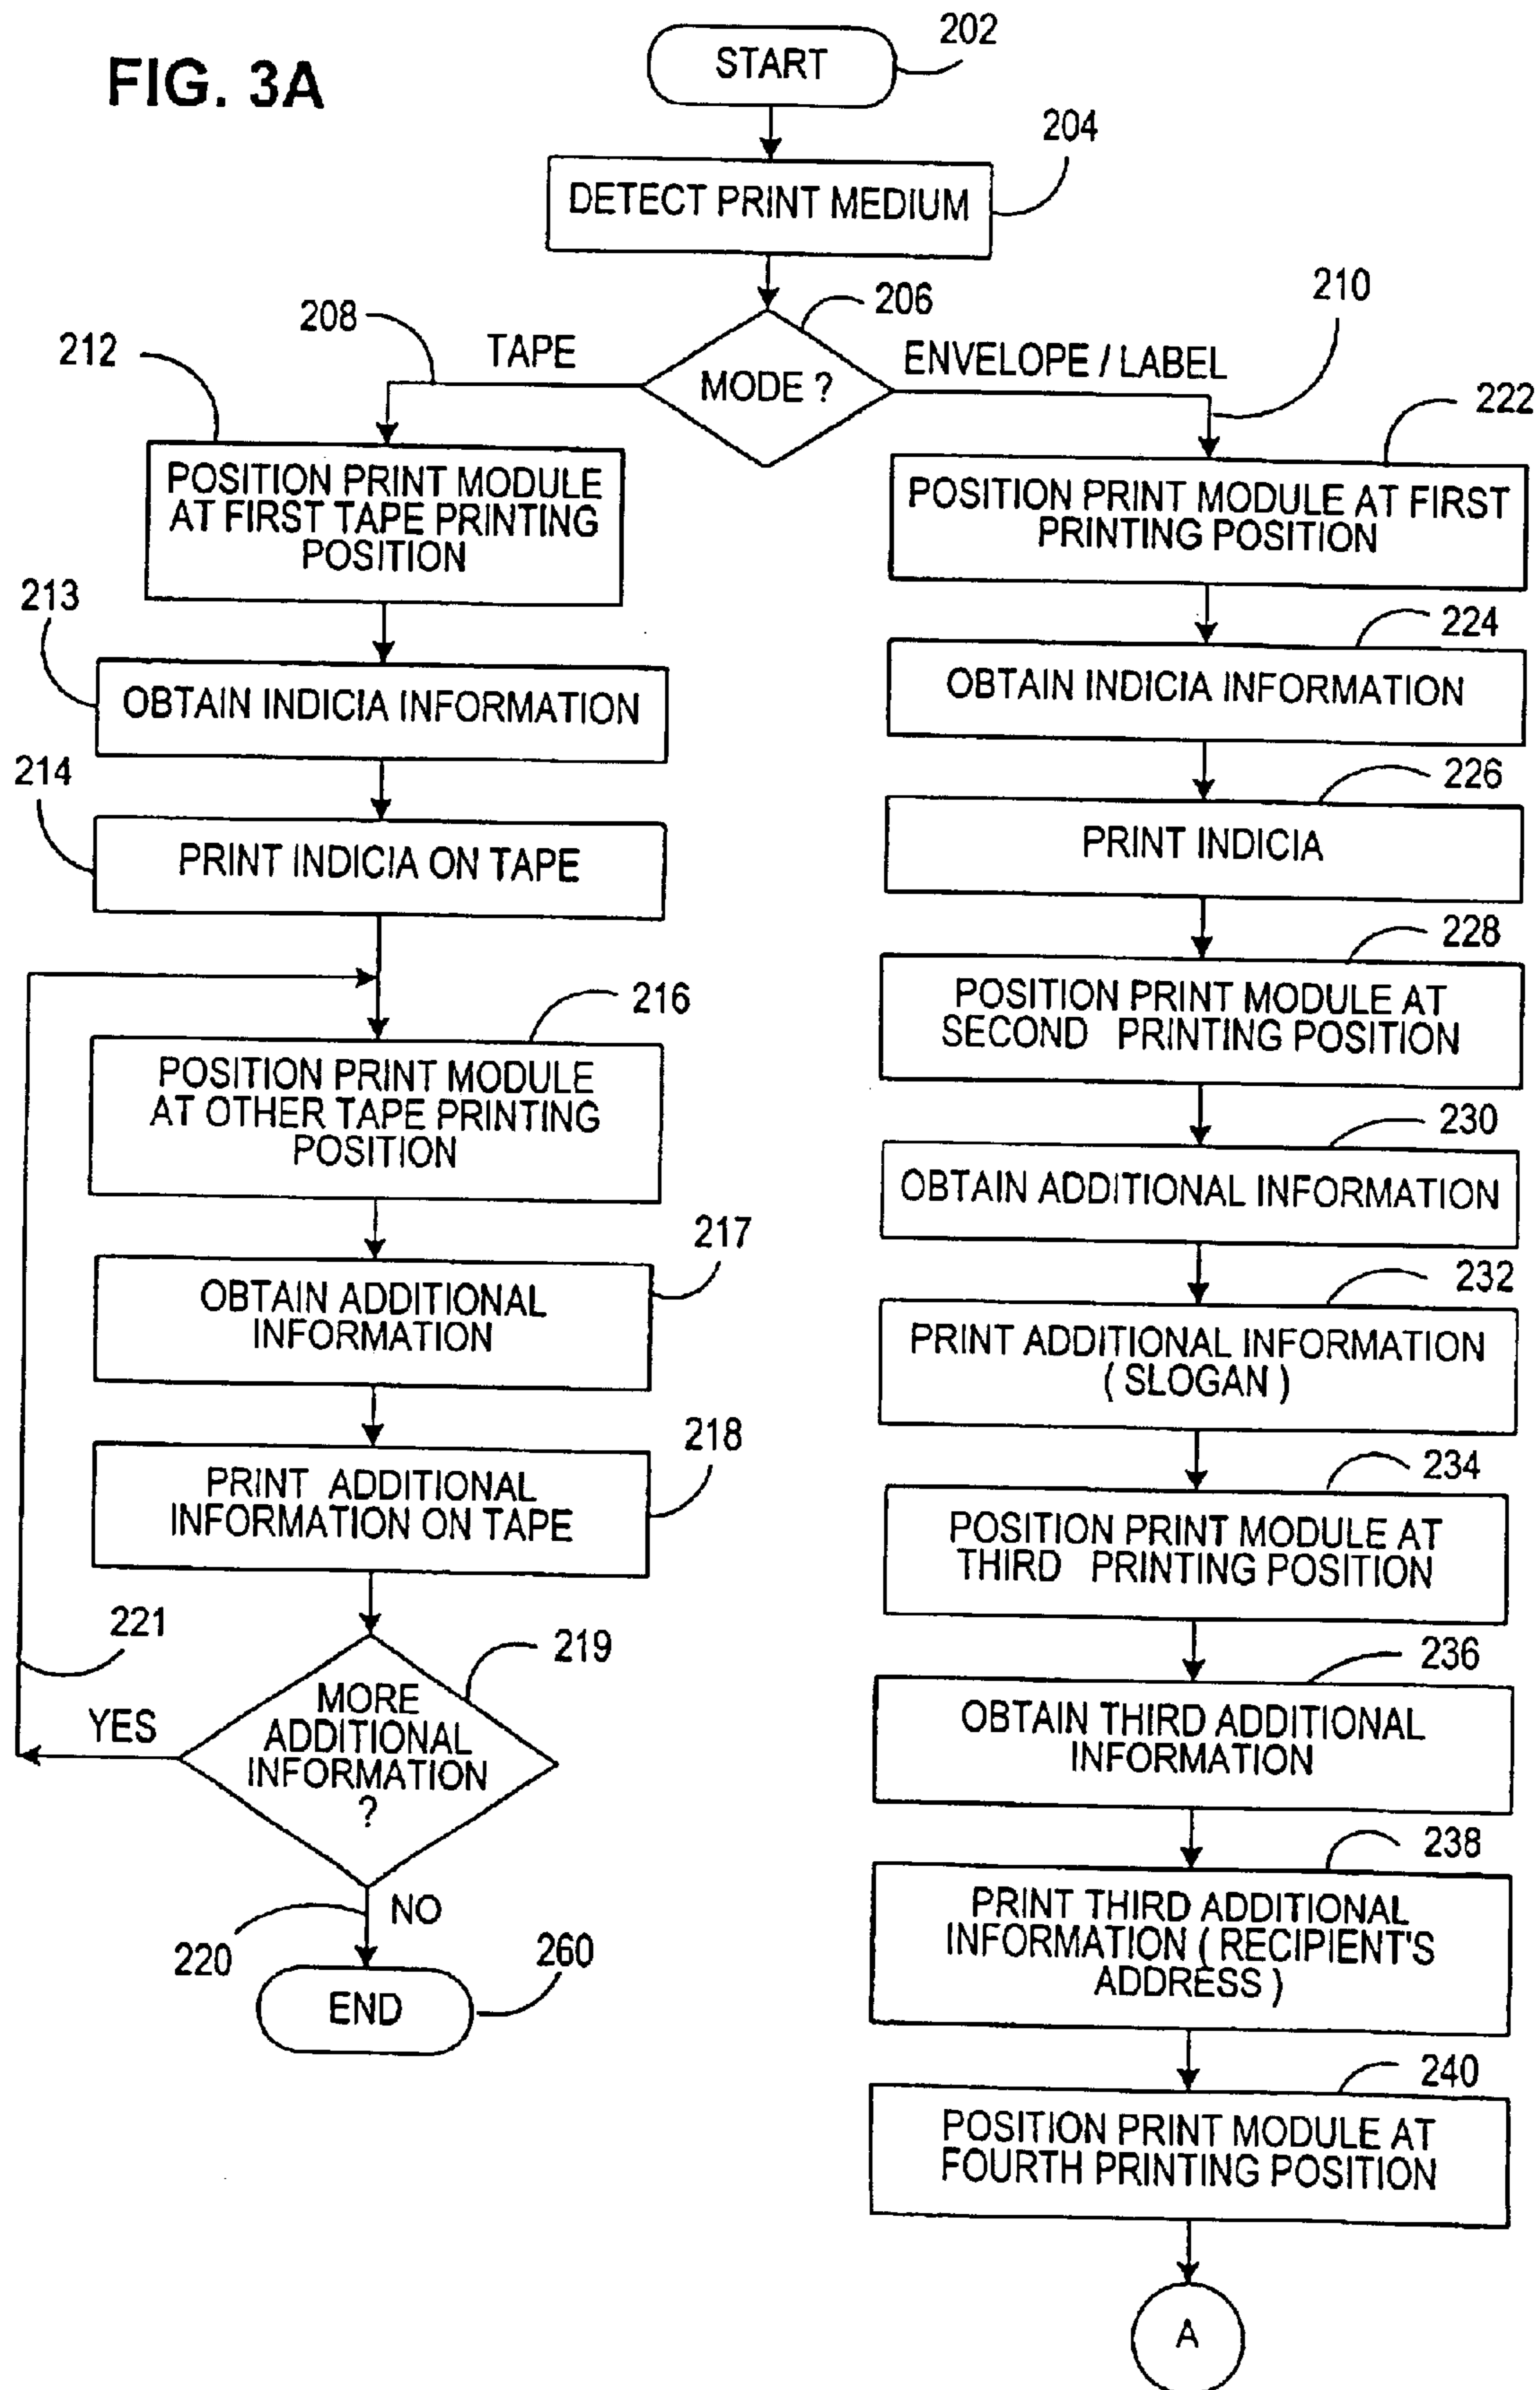 FIG. 3A
START
202
DETECT PRINT MEDIUM
204
MODE ?
206
208
TAPE
ENVELOPE / LABEL
210
212
POSITION PRINT MODULE
AT FIRST TAPE PRINTING
POSITION
213
OBTAIN INDICIA INFORMATION
214
PRINT INDICIA ON TAPE
216
POSITION PRINT MODULE
AT OTHER TAPE PRINTING
POSITION
217
OBTAIN ADDITIONAL
INFORMATION
218
PRINT ADDITIONAL
INFORMATION ON TAPE
221
219
YES
MORE
ADDITIONAL
INFORMATION
?
NO
220
END
260
222
POSITION PRINT MODULE AT FIRST
PRINTING POSITION
224
OBTAIN INDICIA INFORMATION
226
PRINT INDICIA
228
POSITION PRINT MODULE AT
SECOND PRINTING POSITION
230
OBTAIN ADDITIONAL INFORMATION
232
PRINT ADDITIONAL INFORMATION
( SLOGAN )
234
POSITION PRINT MODULE AT
THIRD PRINTING POSITION
236
OBTAIN THIRD ADDITIONAL
INFORMATION
238
PRINT THIRD ADDITIONAL
INFORMATION ( RECIPIENT'S
ADDRESS )
240
POSITION PRINT MODULE AT
FOURTH PRINTING POSITION
A